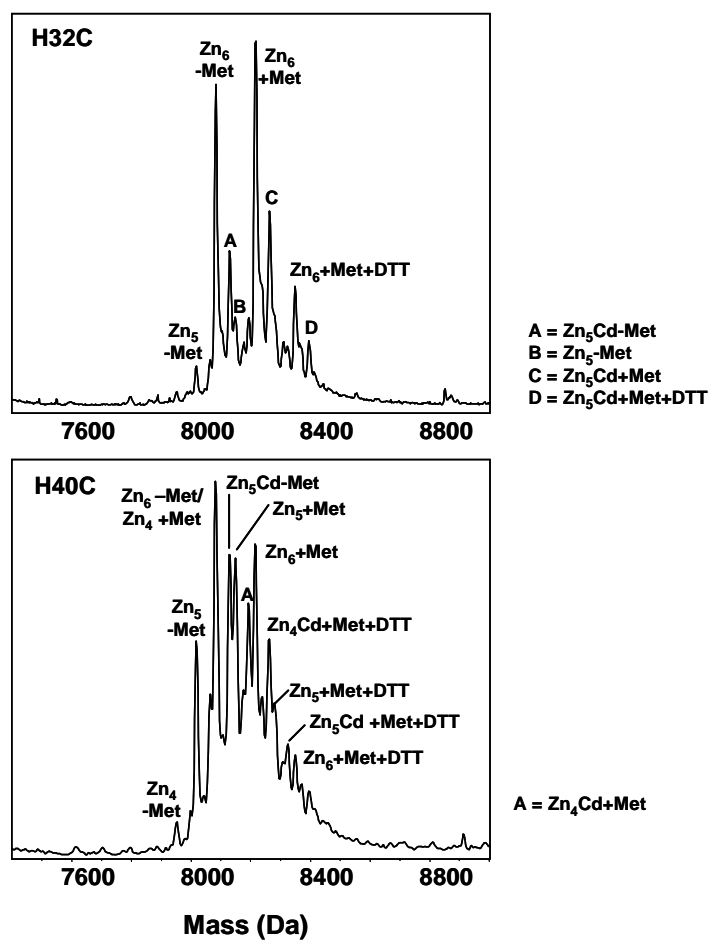 H32C
Zn6
-Met
Zn6
+Met
C
A
Zn6+Met+DTT
B
D
Zn5
-Met
7600 8000 8400 8800
A = Zn5Cd-Met
B = Zn5-Met
C = Zn5Cd+Met
D = Zn5Cd+Met+DTT
H40C
Zn6 –Met/
Zn4 +Met
Zn5Cd-Met
Zn5+Met
Zn6+Met
A
Zn5
-Met
Zn4Cd+Met+DTT
Zn5+Met+DTT
Zn5Cd +Met+DTT
Zn6+Met+DTT
Zn4
-Met
7600 8000 8400 8800
A = Zn4Cd+Met
Mass (Da)